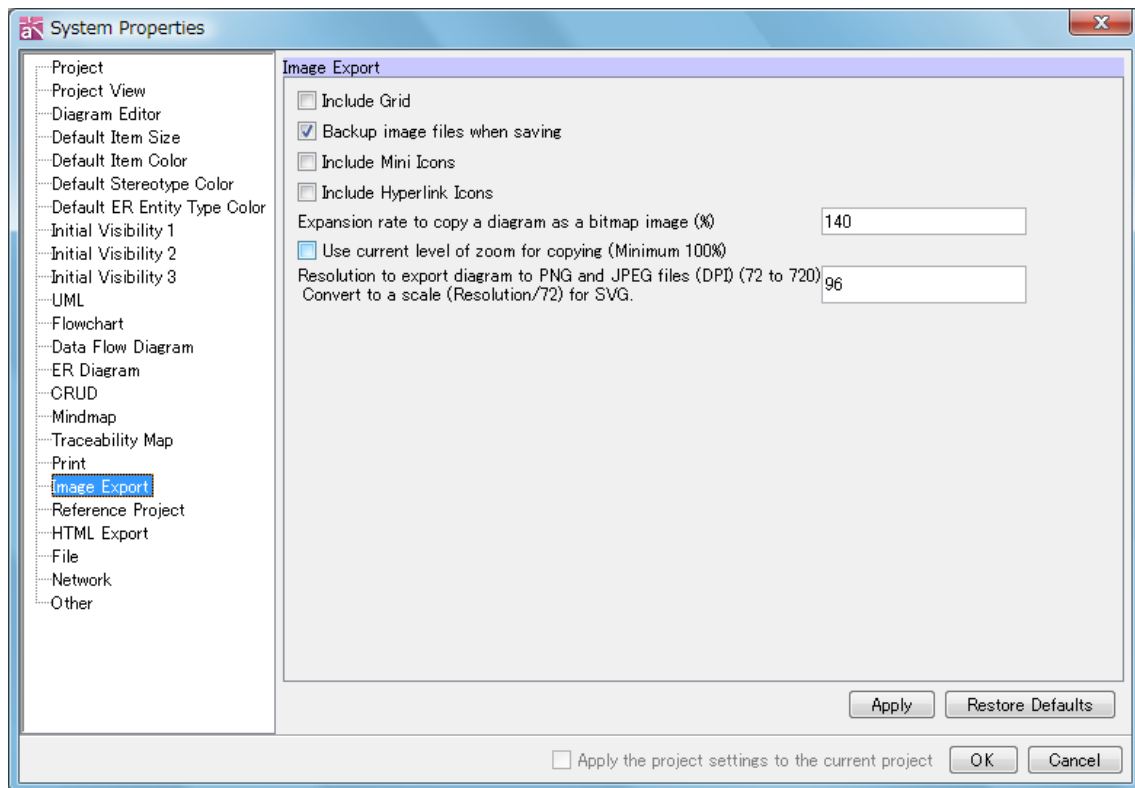 System Properties
Project
Project View
Diagram Editor
Default Item Size
Default Item Color
Default Stereotype Color
Default ER Entity Type Color
Initial Visibility 1
Initial Visibility 2
Initial Visibility 3
UML
Flowchart
Data Flow Diagram
ER Diagram
CRUD
Mindmap
Traceability Map
Print
Image Export
Reference Project
HTML Export
File
Network
Other
Image Export
Include Grid
Backup image files when saving
Include Mini Icons
Include Hyperlink Icons
Expansion rate to copy a diagram as a bitmap image (%)
140
Use current level of zoom for copying (Minimum 100%)
Resolution to export diagram to PNG and JPEG files (DPI) (72 to 720)
Convert to a scale (Resolution/72) for SVG.
96
Apply
Restore Defaults
Apply the project settings to the current project
OK
Cancel